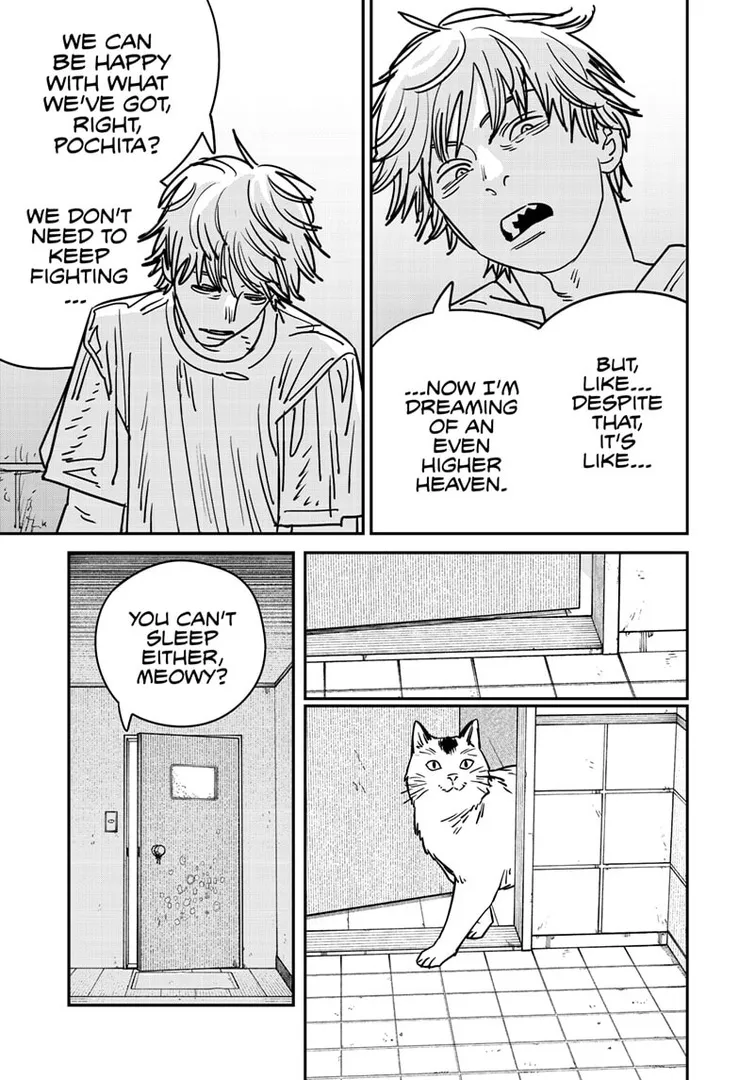 BUT,
LIKE...
DESPITE
THAT,
IT'S
LIKE...
...NOW I'M
DREAMING
OF AN
EVEN
HIGHER
HEAVEN.
WE CAN
BE HAPPY
WITH WHAT
WE'VE GOT,
RIGHT,
POCHITA?
WE DON'T
NEED TO
KEEP
FIGHTING
...
YOU CAN'T
SLEEP
EITHER,
MEOWY?